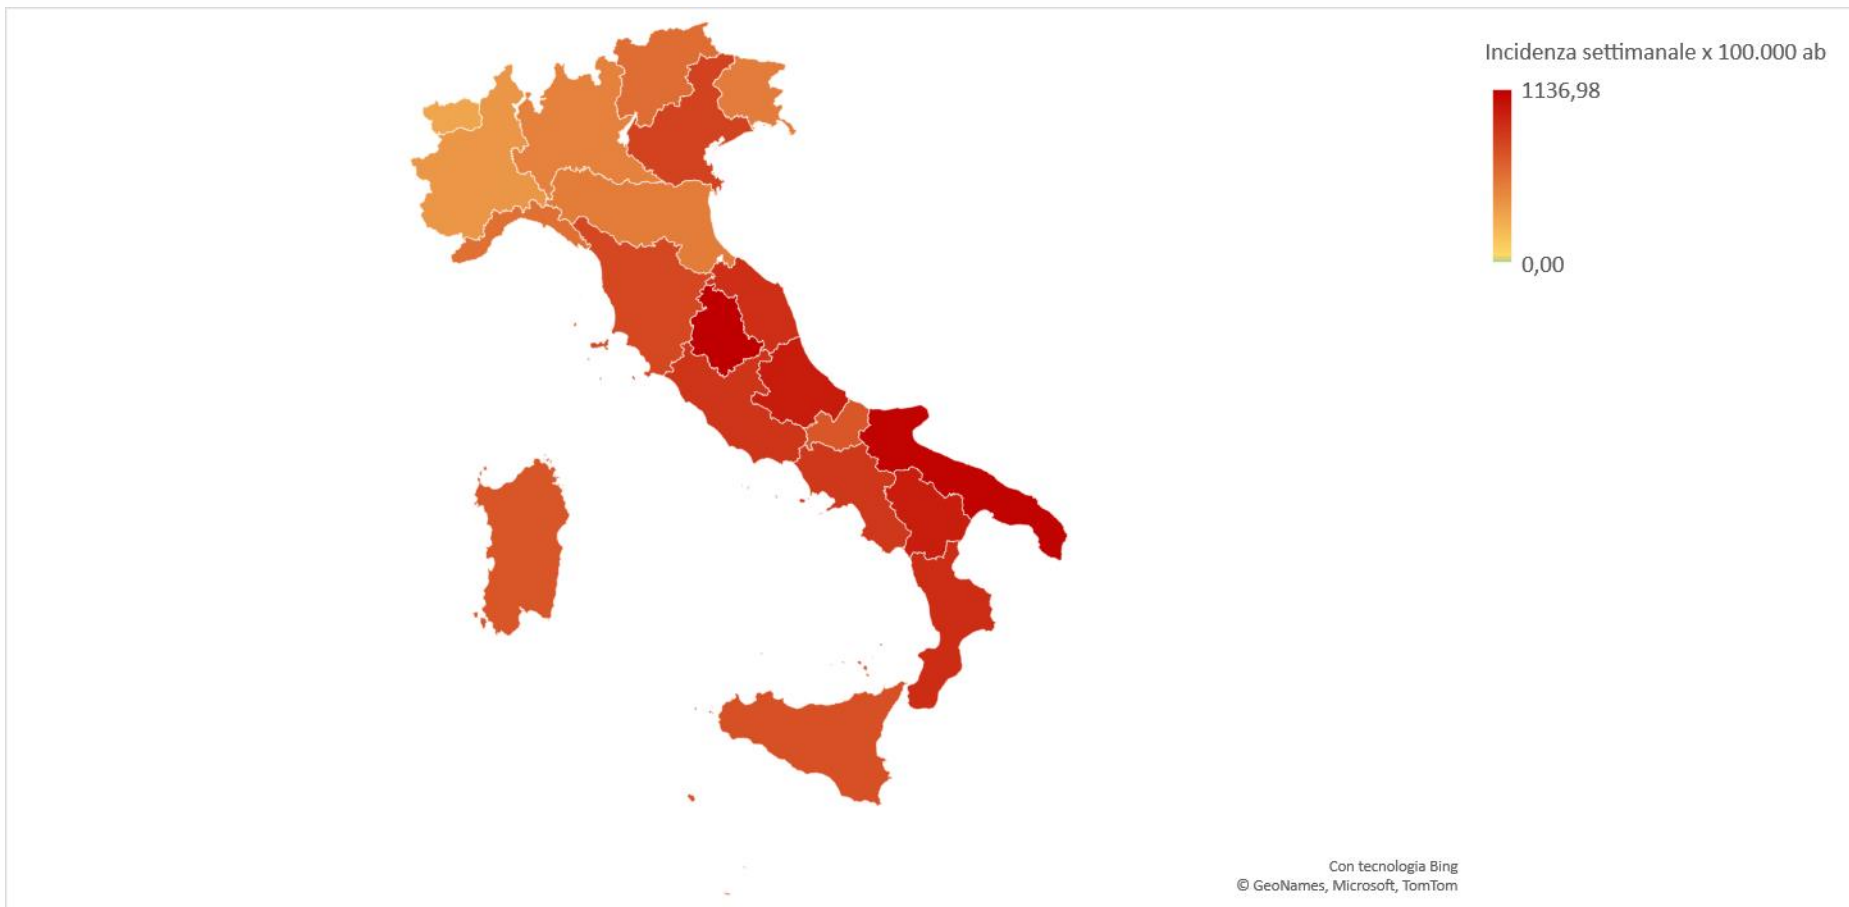 Incidenza settimanale x 100.000 ab
1136,98
0,00
Con tecnologia Bing
© GeoNames, Microsoft, TomTom